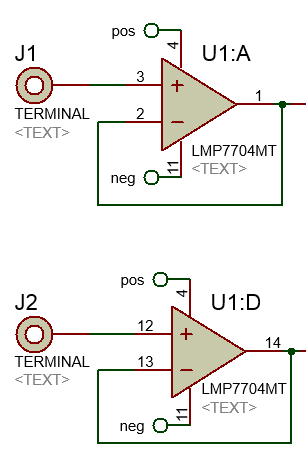 pos
J1
U1:A
4
3
1
TERMINAL
2
<TEXT>
LMP7704MT
11
<TEXT>
neg
pos
4
J2
U1:D
12
14
TERMINAL
13
<TEXT>
LMP7704MT
11
<TEXT>
neg